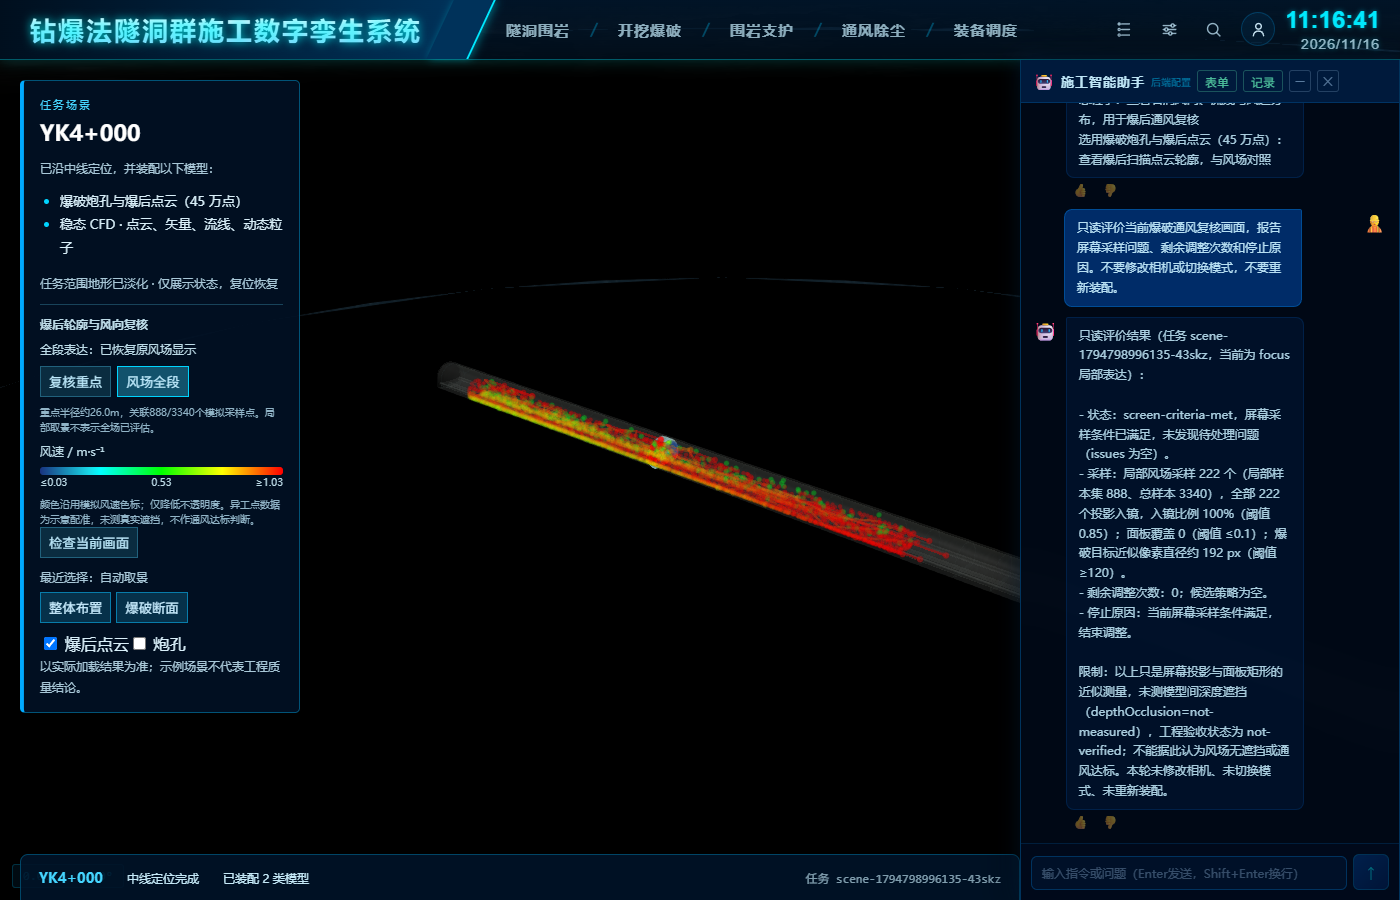 钻爆法隧洞群施工数字孪生系统
隧洞围岩 / 开挖爆破 / 围岩支护 / 通风除尘 / 装备调度
11:16:41
2026/11/16
任务场景
YK4+000
已沿中线定位，并装配以下模型：
爆破炮孔与爆后点云（45 万点）
稳态 CFD · 点云、矢量、流线、动态粒
子
任务范围地形已淡化 · 仅展示状态，复位恢复
爆后轮廓与风向复核
全段表达：已恢复原风场显示
复核重点 风场全段
重点半径约26.0m，关联888/3340个模拟采样点。局
部取景不表示全场已评估。
风速 / m·s⁻¹
≤0.03 0.53 ≥1.03
颜色沿用模拟风速色标；仅降低不透明度。异工点数据
为示意配准，未测真实遮挡，不作通风达标判断。
检查当前画面
最近选择：自动取景
整体布置 爆破断面
爆后点云 炮孔
以实际加载结果为准；示例场景不代表工程质
量结论。
施工智能助手 后端配置 表单 记录
布，用于爆后通风复核
选用爆破炮孔与爆后点云（45 万点）：
查看爆后扫描点云轮廓，与风场对照
只读评价当前爆破通风复核画面，报告
屏幕采样问题、剩余调整次数和停止原
因。不要修改相机或切换模式，不要重
新装配。
只读评价结果（任务 scene-
1794798996135-43skz，当前为 focus
局部表达）：
- 状态：screen-criteria-met，屏幕采
样条件已满足，未发现待处理问题
（issues 为空）。
- 采样：局部风场采样 222 个（局部样
本集 888、总样本 3340），全部 222
个投影入镜，入镜比例 100%（阈值
0.85）；面板覆盖 0（阈值 ≤0.1）；爆
破目标近似像素直径约 192 px（阈值
≥120）。
- 剩余调整次数：0；候选策略为空。
- 停止原因：当前屏幕采样条件满足，
结束调整。
限制：以上只是屏幕投影与面板矩形的
近似测量，未测模型间深度遮挡
（depthOcclusion=not-
measured），工程验收状态为 not-
verified；不能据此认为风场无遮挡或通
风达标。本轮未修改相机、未切换模
式、未重新装配。
输入指令或问题（Enter发送，Shift+Enter换行）
YK4+000 中线定位完成 已装配 2 类模型 任务 scene-1794798996135-43skz